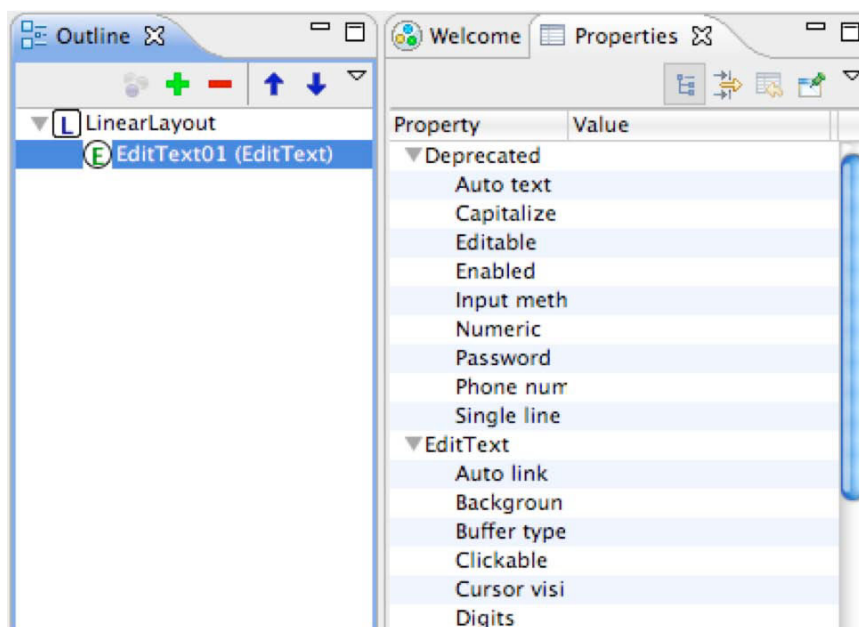 Outline
L LinearLayout
E EditText01 (EditText)
Welcome
Properties
Property Value
Deprecated
Auto text
Capitalize
Editable
Enabled
Input meth
Numeric
Password
Phone num
Single line
EditText
Auto link
Backgroun
Buffer type
Clickable
Cursor visi
Digits